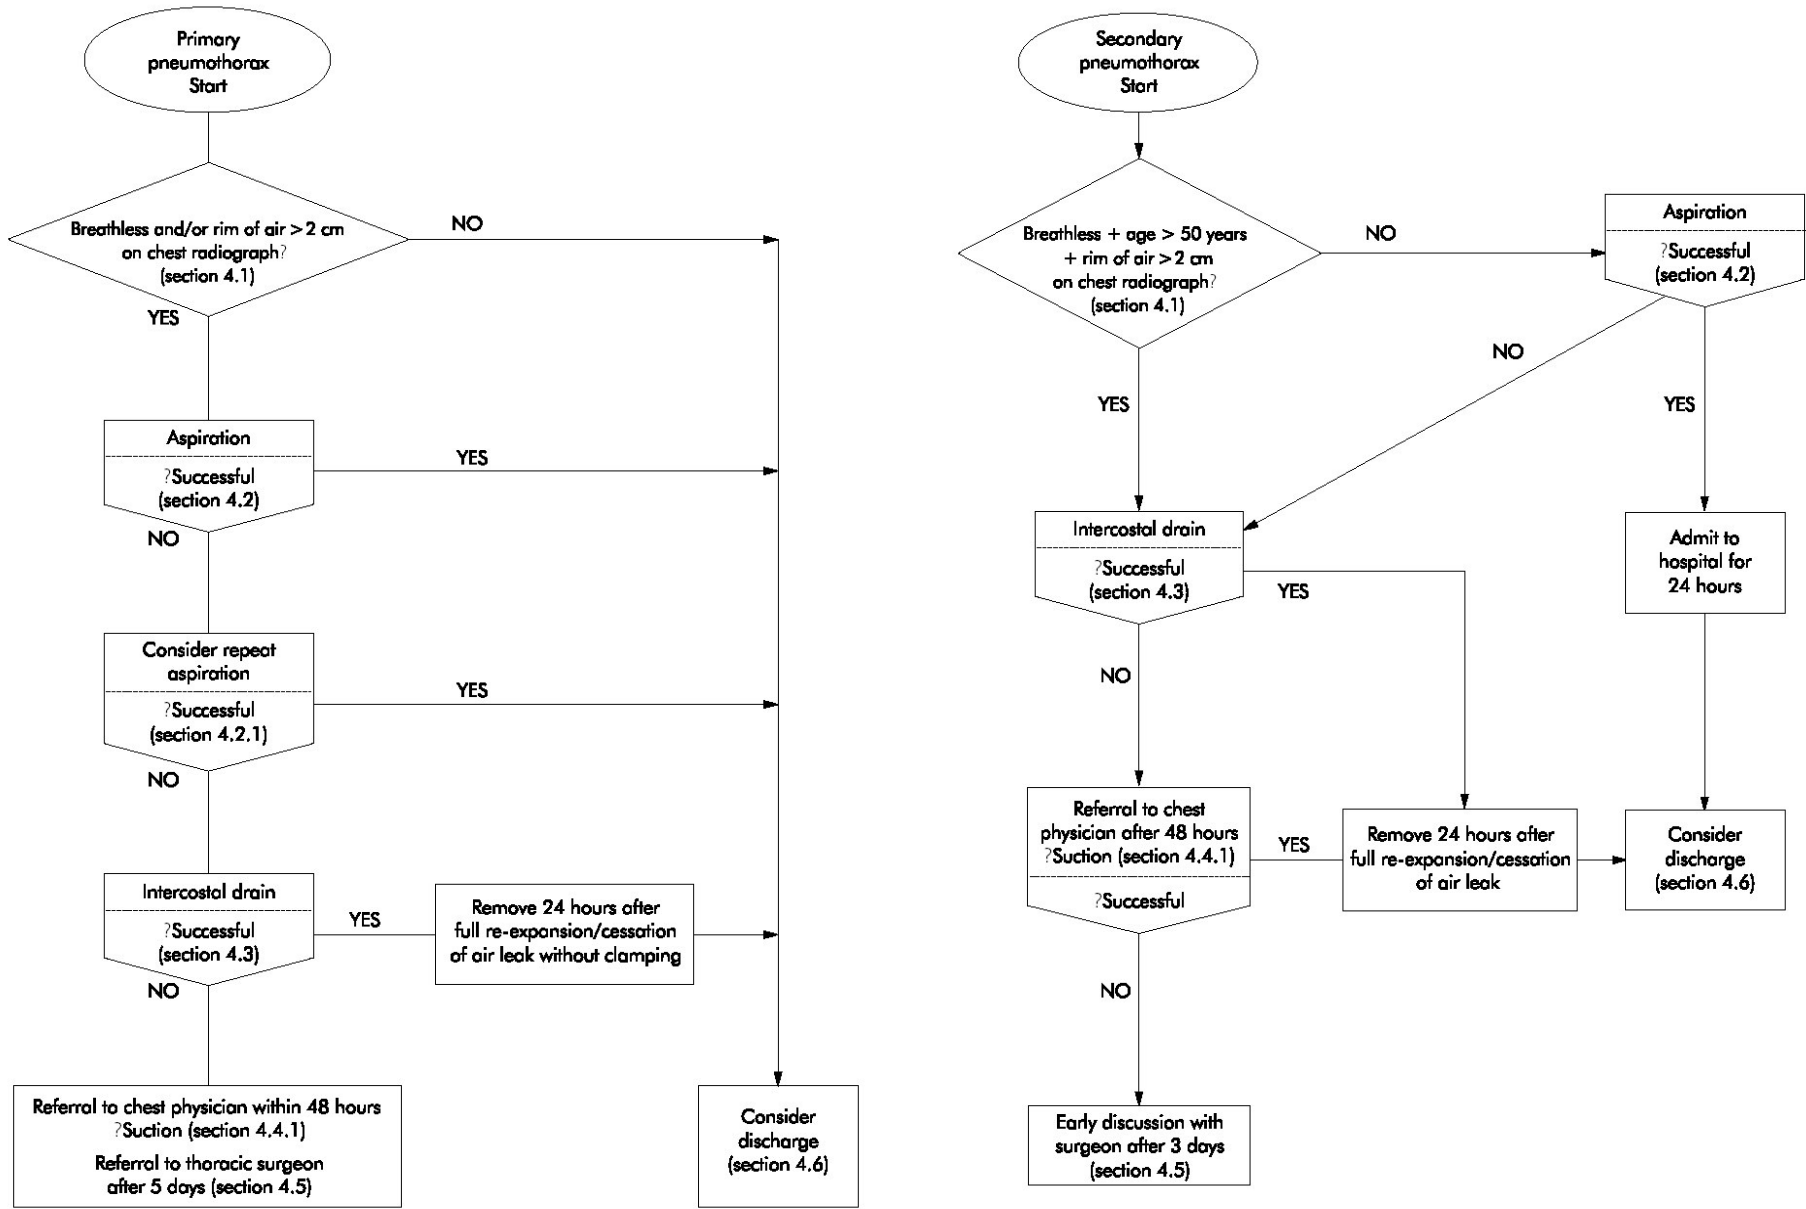 Primary
pneumothorax
Start
Breathless and/or rim of air > 2 cm
on chest radiograph?
(section 4.1)
NO
YES
Aspiration
?Successful
(section 4.2)
YES
NO
Consider repeat
aspiration
?Successful
(section 4.2.1)
YES
NO
Intercostal drain
?Successful
(section 4.3)
YES
Remove 24 hours after
full re-expansion/cessation
of air leak without clamping
NO
Referral to chest physician within 48 hours
?Suction (section 4.4.1)
Referral to thoracic surgeon
after 5 days (section 4.5)
Consider
discharge
(section 4.6)
Secondary
pneumothorax
Start
Breathless + age > 50 years
+ rim of air > 2 cm
on chest radiograph?
(section 4.1)
NO
Aspiration
?Successful
(section 4.2)
NO
YES
YES
Intercostal drain
?Successful
(section 4.3)
YES
Admit to
hospital for
24 hours
NO
Referral to chest
physician after 48 hours
?Suction (section 4.4.1)
?Successful
YES
Remove 24 hours after
full re-expansion/cessation
of air leak
Consider
discharge
(section 4.6)
NO
Early discussion with
surgeon after 3 days
(section 4.5)